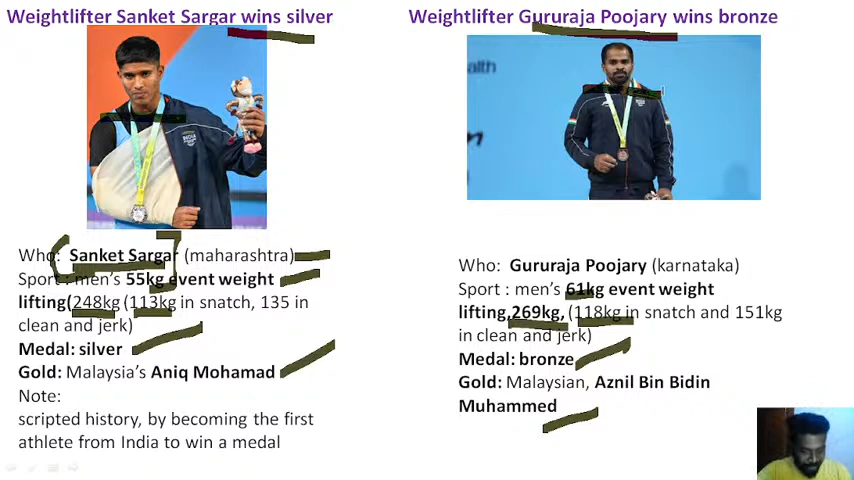 Weightlifter Sanket Sargar wins silver
Who: Sanket Sargar (maharashtra)
Sport : men's 55kg event weight
lifting(248kg (113kg in snatch, 135 in
clean and jerk)
Medal: silver
Gold: Malaysia's Aniq Mohamad
Note:
scripted history, by becoming the first
athlete from India to win a medal
Weightlifter Gururaja Poojary wins bronze
ealth
INDIA
Who: Gururaja Poojary (karnataka)
Sport : men's 61kg event weight
lifting,269kg, (118kg in snatch and 151kg
in clean and jerk)
Medal: bronze
Gold: Malaysian, Aznil Bin Bidin
Muhammed